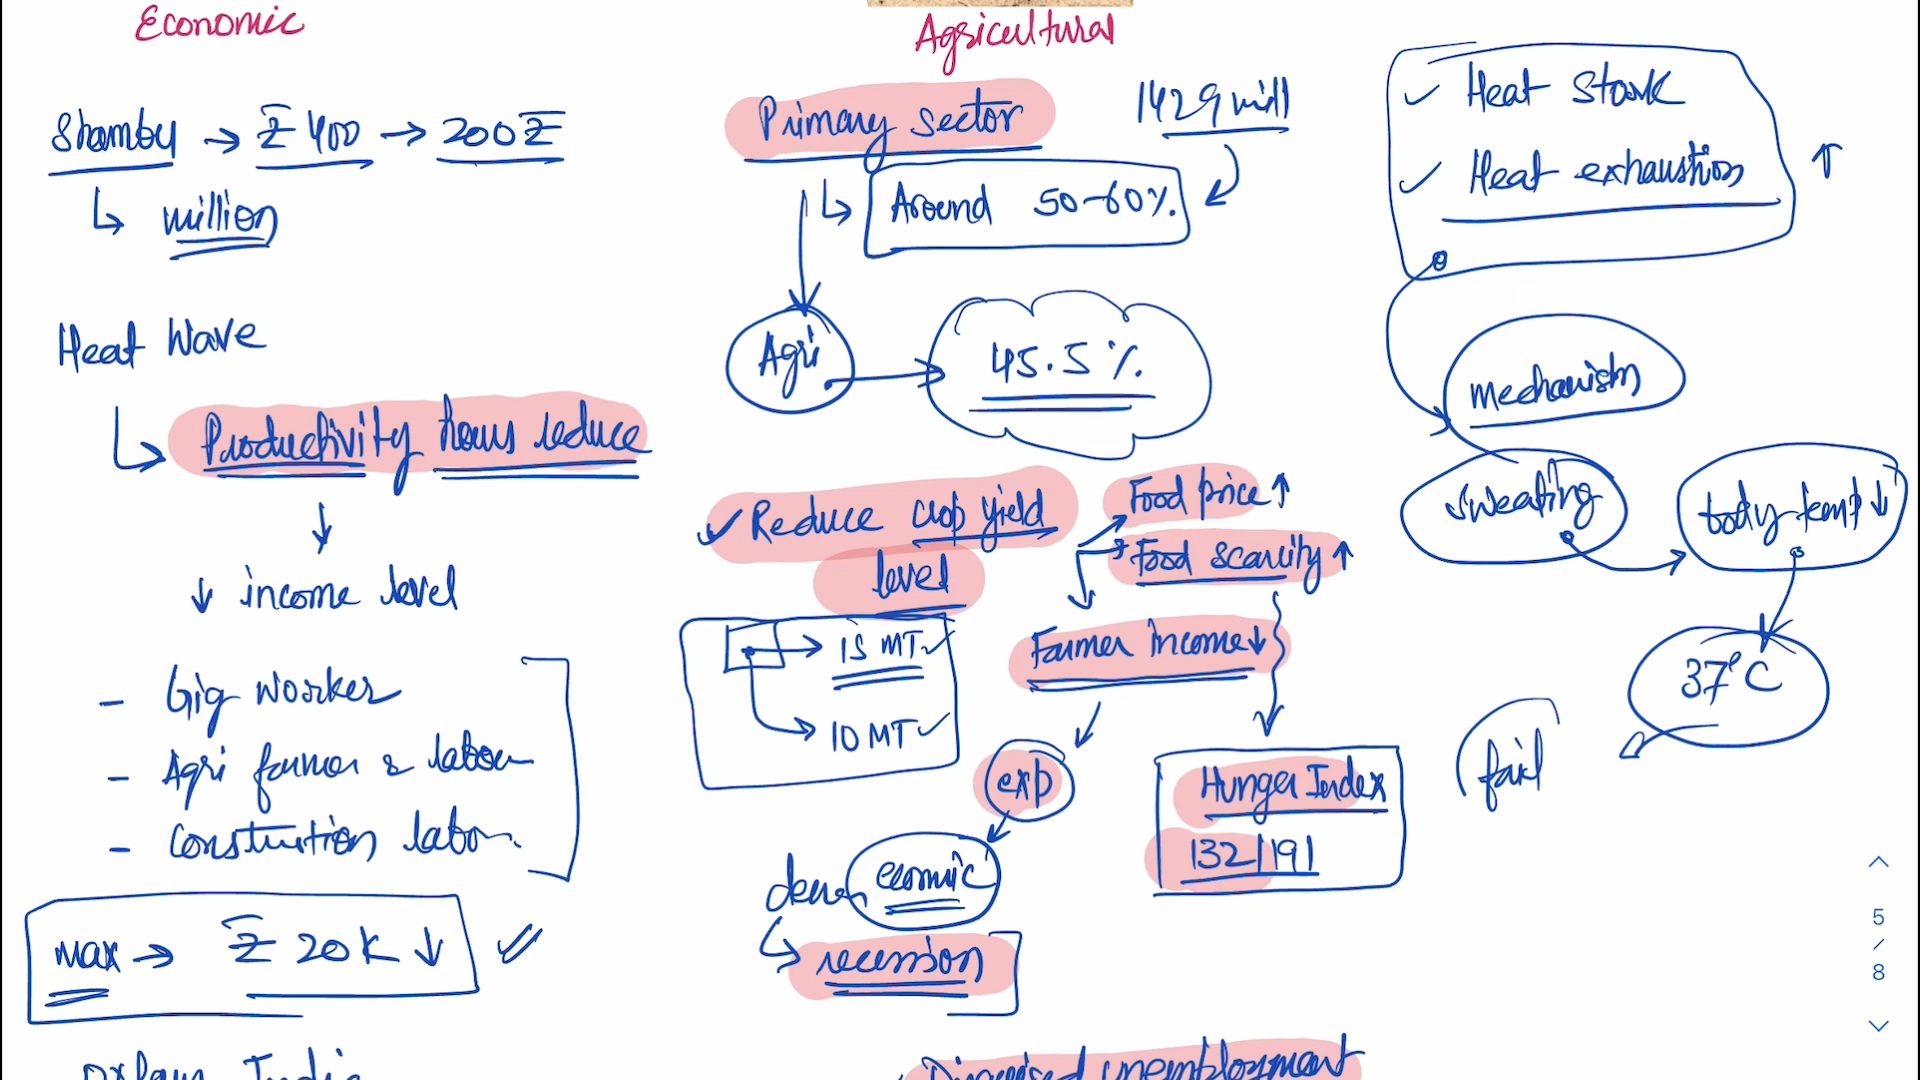 Economic
₹ 400 → 200 ₹
↳ million
Heat Wave
↳ Productivity hours reduce
↓
↓ income level
- Gig worker
- Agri farmer & labour
- Construction labour
max → ₹ 20K ↓
Agricultural
Primary sector
1429 mill
↳ Around 50-60%.
Agri → 45.5 %.
✓ Reduce crop yield
level
Food price ↑
Food scarcity ↑
Farmer income ↓
→ 15 MT ✓
→ 10 MT ✓
exp
economic
↳ recession
Hunger Index
132/191
Disguised unemployment
✓ Heat Stork
✓ Heat exhaustion ↑
mechanism
sweating
body temp ↓
37°C
fail
5
/
8